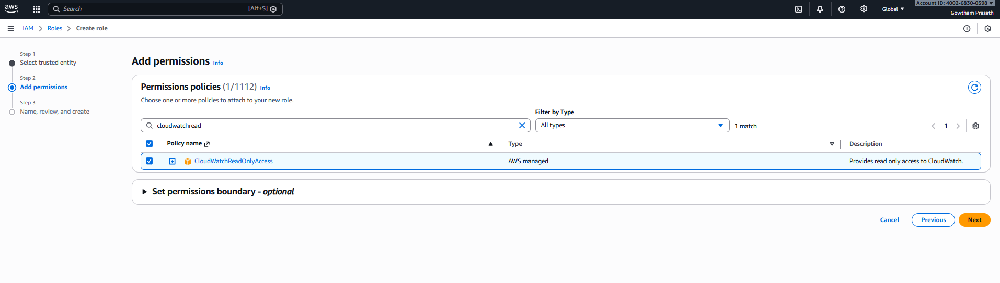 aws
Search
[Alt+S]
Global
Account ID: 4002-6830-0598
Gowtham Prasath
IAM
Roles
Create role
Step 1
Select trusted entity
Step 2
Add permissions
Step 3
Name, review, and create
Add permissions Info
Permissions policies (1/1112) Info
Choose one or more policies to attach to your new role.
Filter by Type
cloudwatchread
All types
1 match
1
Policy name
Type
Description
CloudWatchReadOnlyAccess
AWS managed
Provides read only access to CloudWatch.
Set permissions boundary - optional
Cancel
Previous
Next